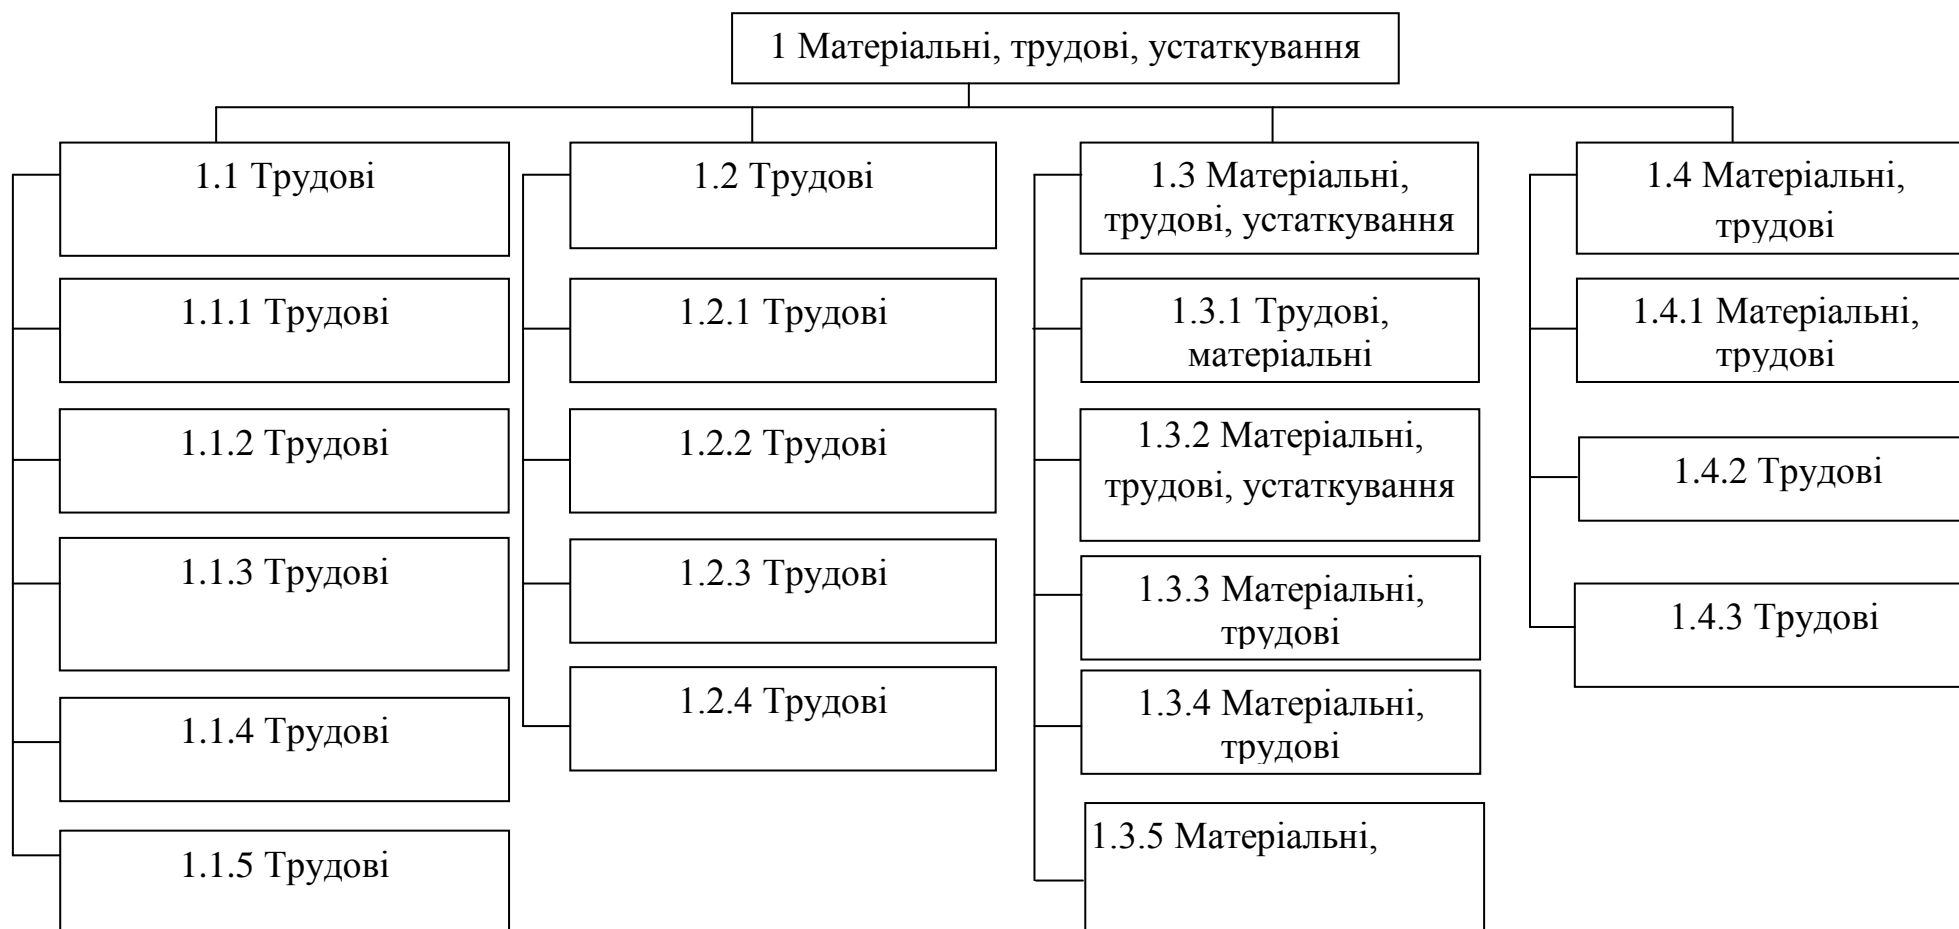 1 Матеріальні, трудові, устаткування
1.1 Трудові
1.1.1 Трудові
1.1.2 Трудові
1.1.3 Трудові
1.1.4 Трудові
1.1.5 Трудові
1.2 Трудові
1.2.1 Трудові
1.2.2 Трудові
1.2.3 Трудові
1.2.4 Трудові
1.3 Матеріальні,
трудові, устаткування
1.3.1 Трудові,
матеріальні
1.3.2 Матеріальні,
трудові, устаткування
1.3.3 Матеріальні,
трудові
1.3.4 Матеріальні,
трудові
1.3.5 Матеріальні,
1.4 Матеріальні,
трудові
1.4.1 Матеріальні,
трудові
1.4.2 Трудові
1.4.3 Трудові